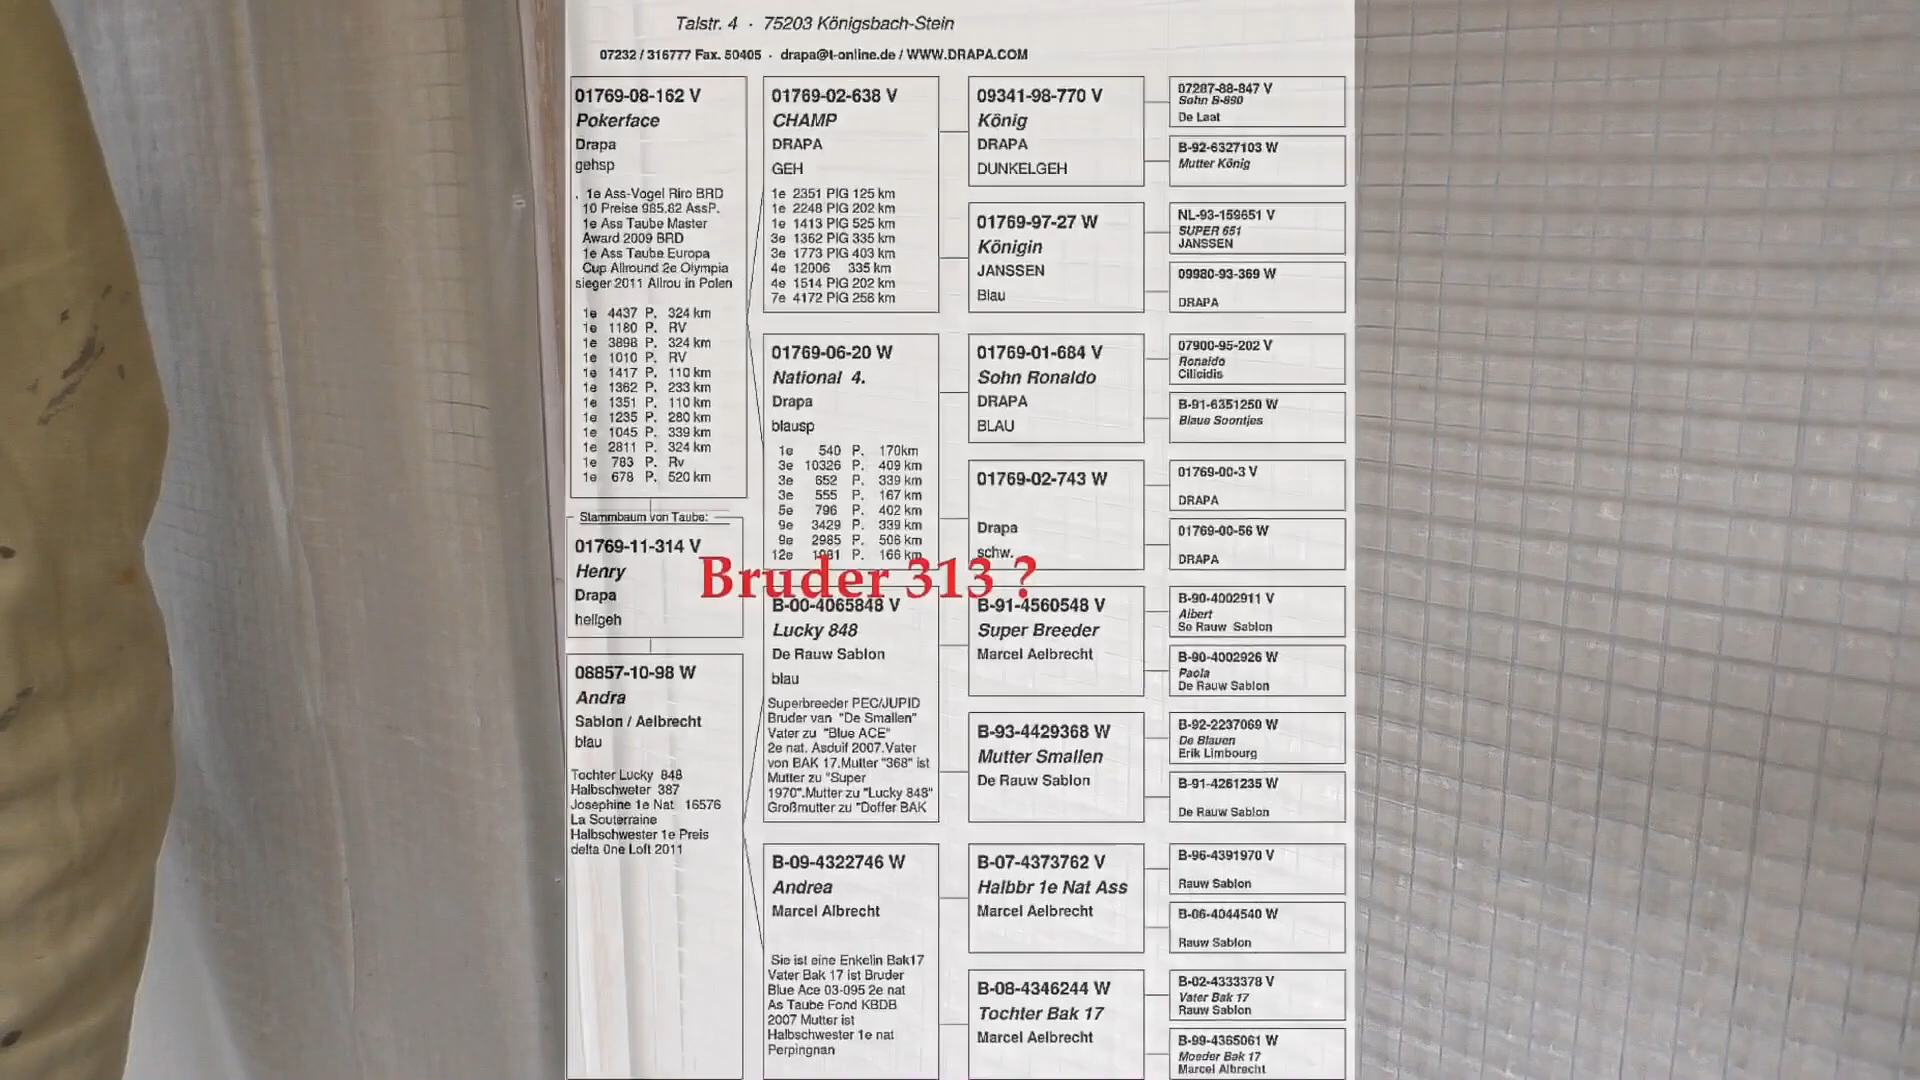 Talstr. 4 · 75203 Königsbach-Stein
07232 / 316777 Fax. 50405 · drapa@t-online.de / WWW.DRAPA.COM
01769-08-162 V
Pokerface
Drapa
gehsp
. 1e Ass-Vogel Riro BRD
10 Preise 985.82 AssP.
1e Ass Taube Master
Award 2009 BRD
1e Ass Taube Europa
Cup Allround 2e Olympia
sieger 2011 Allrou in Polen
1e 4437 P. 324 km
1e 1180 P. RV
1e 3898 P. 324 km
1e 1010 P. RV
1e 1417 P. 110 km
1e 1362 P. 233 km
1e 1351 P. 110 km
1e 1235 P. 280 km
1e 1045 P. 339 km
1e 2811 P. 324 km
1e 783 P. Rv
1e 678 P. 520 km
Stammbaum von Taube:
01769-11-314 V
Henry
Drapa
hellgeh
08857-10-98 W
Andra
Sablon / Aelbrecht
blau
Tochter Lucky 848
Halbschweter 387
Josephine 1e Nat 16576
La Souterraine
Halbschwester 1e Preis
delta One Loft 2011
01769-02-638 V
CHAMP
DRAPA
GEH
1e 2351 PIG 125 km
1e 2248 PIG 202 km
1e 1413 PIG 525 km
3e 1362 PIG 335 km
3e 1773 PIG 403 km
4e 12006 335 km
4e 1514 PIG 202 km
7e 4172 PIG 256 km
01769-06-20 W
National 4.
Drapa
blausp
1e 540 P. 170km
3e 10326 P. 409 km
3e 652 P. 339 km
3e 555 P. 167 km
5e 796 P. 402 km
9e 3429 P. 339 km
9e 2985 P. 506 km
12e 1981 P. 166 km
Bruder 313 ?
B-00-4065848 V
Lucky 848
De Rauw Sablon
blau
Superbreeder PEC/JUPID
Bruder van "De Smallen"
Vater zu "Blue ACE"
2e nat. Asduif 2007.Vater
von BAK 17.Mutter "368" ist
Mutter zu "Super
1970".Mutter zu "Lucky 848"
Großmutter zu "Doffer BAK
B-09-4322746 W
Andrea
Marcel Albrecht
Sie ist eine Enkelin Bak17
Vater Bak 17 ist Bruder
Blue Ace 03-095 2e nat
As Taube Fond KBDB
2007 Mutter ist
Halbschwester 1e nat
Perpingnan
09341-98-770 V
König
DRAPA
DUNKELGEH
01769-97-27 W
Königin
JANSSEN
Blau
01769-01-684 V
Sohn Ronaldo
DRAPA
BLAU
01769-02-743 W
Drapa
schw.
B-91-4560548 V
Super Breeder
Marcel Aelbrecht
B-93-4429368 W
Mutter Smallen
De Rauw Sablon
B-07-4373762 V
Halbbr 1e Nat Ass
Marcel Aelbrecht
B-08-4346244 W
Tochter Bak 17
Marcel Aelbrecht
07287-88-847 V
Sohn B-890
De Laat
B-92-6327103 W
Mutter König
NL-93-159651 V
SUPER 651
JANSSEN
09980-93-369 W
DRAPA
07900-95-202 V
Ronaldo
Cilicidis
B-91-6351250 W
Blaue Soontjes
01769-00-3 V
DRAPA
01769-00-56 W
DRAPA
B-90-4002911 V
Albert
Se Rauw Sablon
B-90-4002926 W
Paola
De Rauw Sablon
B-92-2237069 W
De Blauen
Erik Limbourg
B-91-4261235 W
De Rauw Sablon
B-96-4391970 V
Rauw Sablon
B-06-4044540 W
Rauw Sablon
B-02-4333378 V
Vater Bak 17
Rauw Sablon
B-99-4365061 W
Moeder Bak 17
Marcel Albrecht